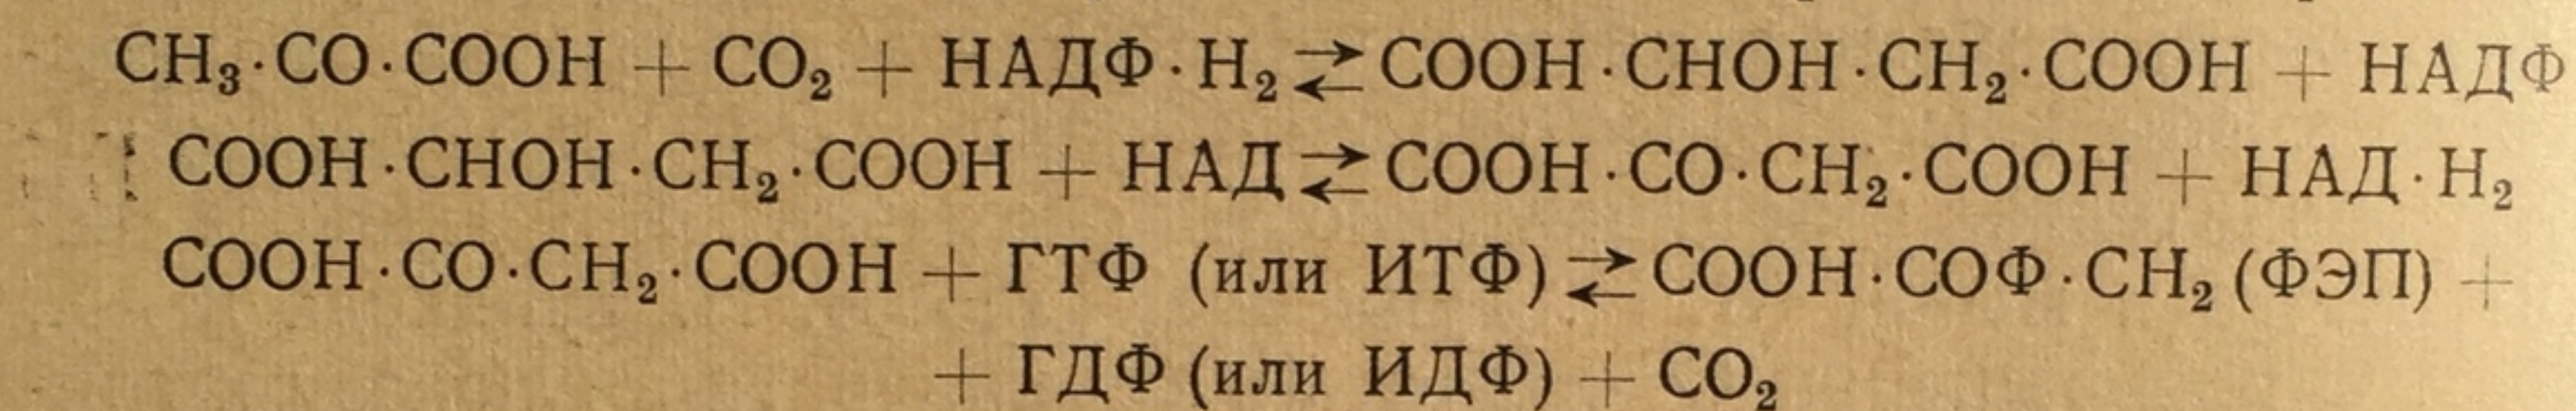 CH₃·CO·COOH + CO₂ + НАДФ·H₂ ⇄ COOH·CHOH·CH₂·COOH + НАДФ
COOH·CHOH·CH₂·COOH + НАД ⇄ COOH·CO·CH₂·COOH + НАД·H₂
COOH·CO·CH₂·COOH + ГТФ (или ИТФ) ⇄ COOH·COФ·CH₂ (ФЭП) +
+ ГДФ (или ИДФ) + CO₂